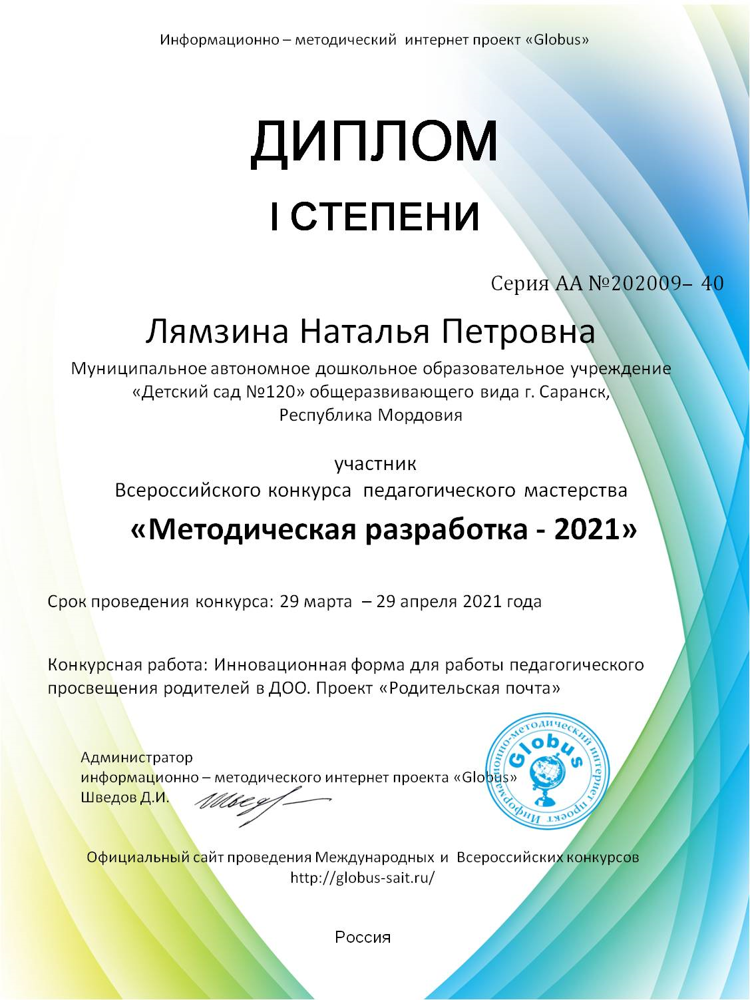 Информационно – методический интернет проект «Globus»
ДИПЛОМ
I СТЕПЕНИ
Серия АА №202009– 40
Лямзина Наталья Петровна
Муниципальное автономное дошкольное образовательное учреждение
«Детский сад №120» общеразвивающего вида г. Саранск,
Республика Мордовия
участник
Всероссийского конкурса педагогического мастерства
«Методическая разработка - 2021»
Срок проведения конкурса: 29 марта – 29 апреля 2021 года
Конкурсная работа: Инновационная форма для работы педагогического
просвещения родителей в ДОО. Проект «Родительская почта»
Администратор
информационно – методического интернет проекта «Globus»
Шведов Д.И.
Шведов
Информационно-методический интернет проект
Globus
Официальный сайт проведения Международных и Всероссийских конкурсов
http://globus-sait.ru/
Россия